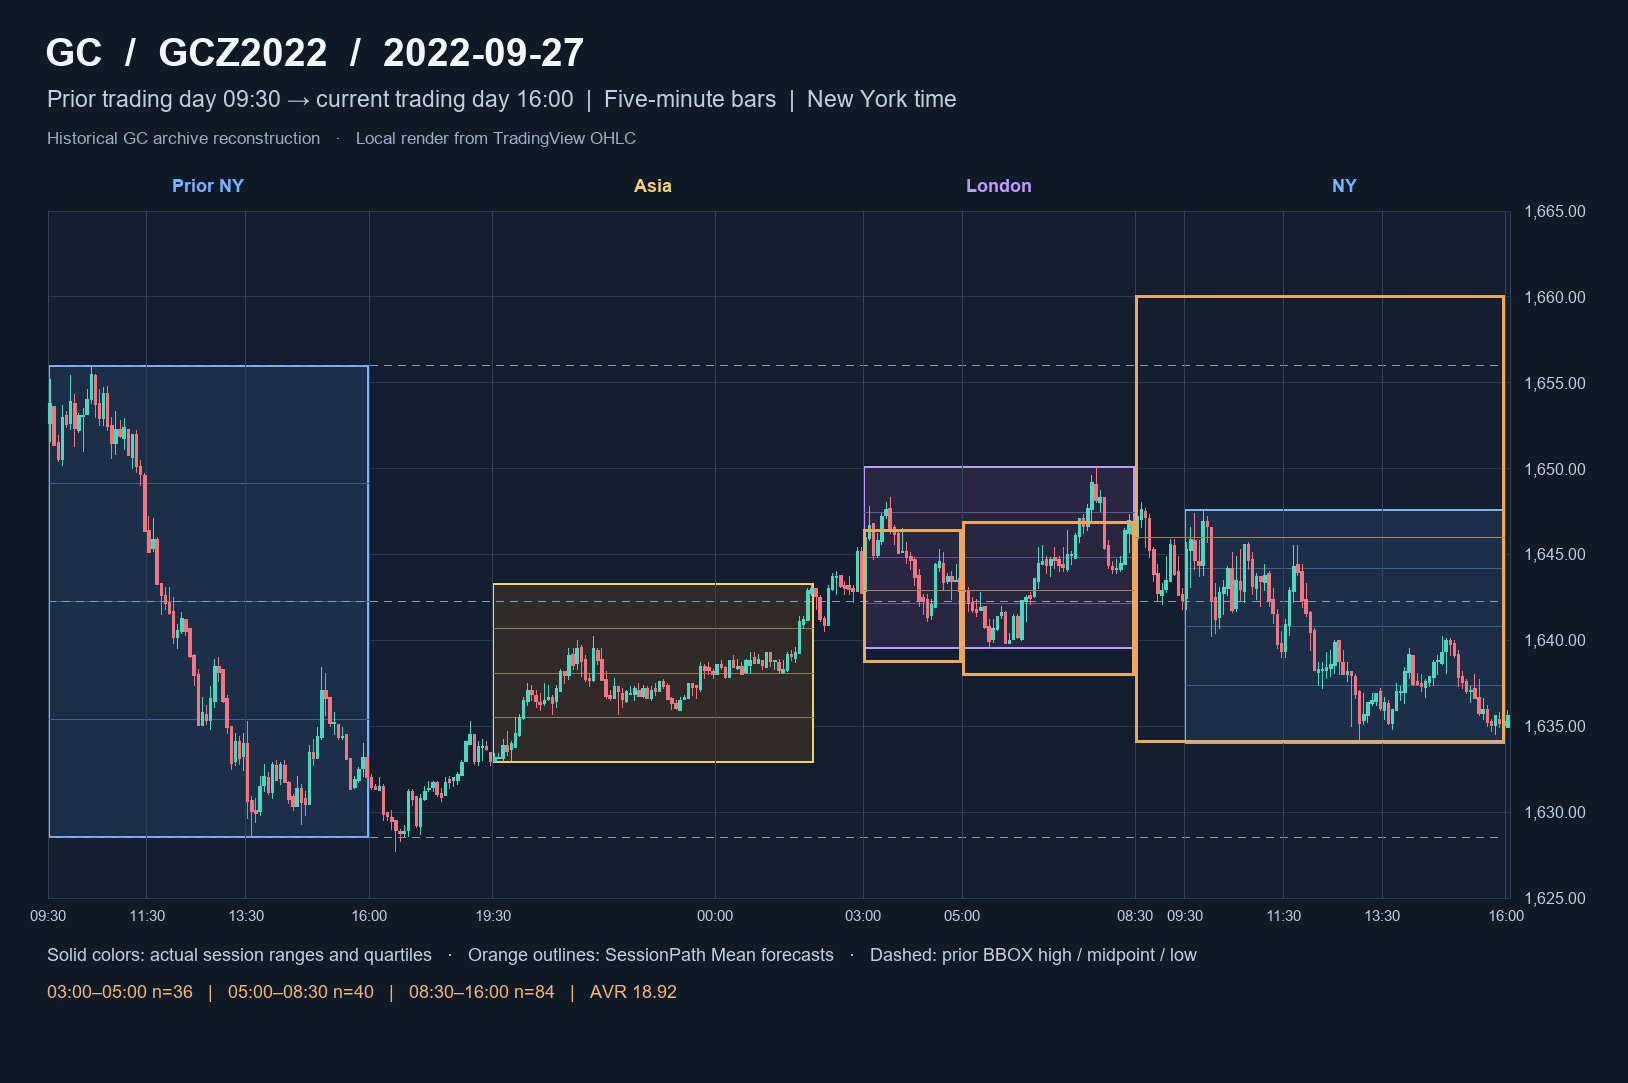 GC / GCZ2022 / 2022-09-27
Prior trading day 09:30 → current trading day 16:00 | Five-minute bars | New York time
Historical GC archive reconstruction · Local render from TradingView OHLC
Prior NY Asia London NY
1,665.00
1,660.00
1,655.00
1,650.00
1,645.00
1,640.00
1,635.00
1,630.00
1,625.00
09:30 11:30 13:30 16:00 19:30 00:00 03:00 05:00 08:30 09:30 11:30 13:30 16:00
Solid colors: actual session ranges and quartiles · Orange outlines: SessionPath Mean forecasts · Dashed: prior BBOX high / midpoint / low
03:00–05:00 n=36 | 05:00–08:30 n=40 | 08:30–16:00 n=84 | AVR 18.92